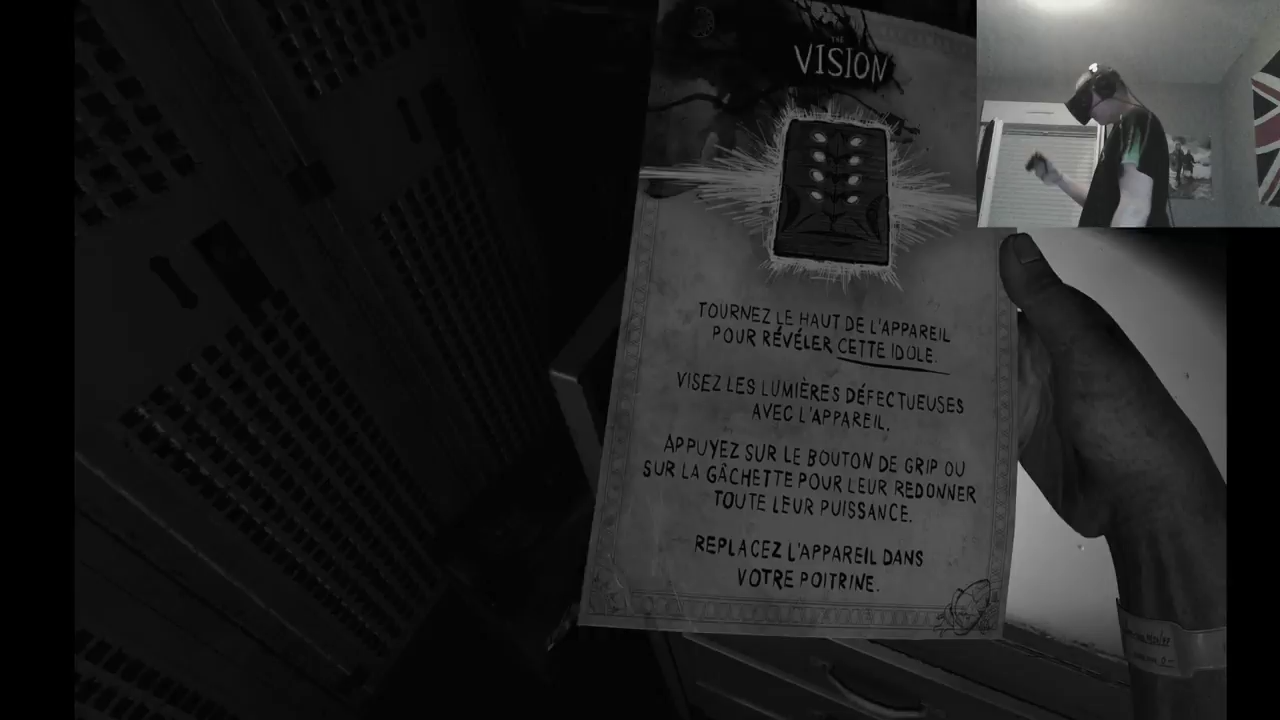 THE
VISION
TOURNEZ LE HAUT DE L'APPAREIL
POUR RÉVÉLER CETTE IDOLE.
VISEZ LES LUMIÈRES DÉFECTUEUSES
AVEC L'APPAREIL.
APPUYEZ SUR LE BOUTON DE GRIP OU
SUR LA GÂCHETTE POUR LEUR REDONNER
TOUTE LEUR PUISSANCE.
REPLACEZ L'APPAREIL DANS
VOTRE POITRINE.